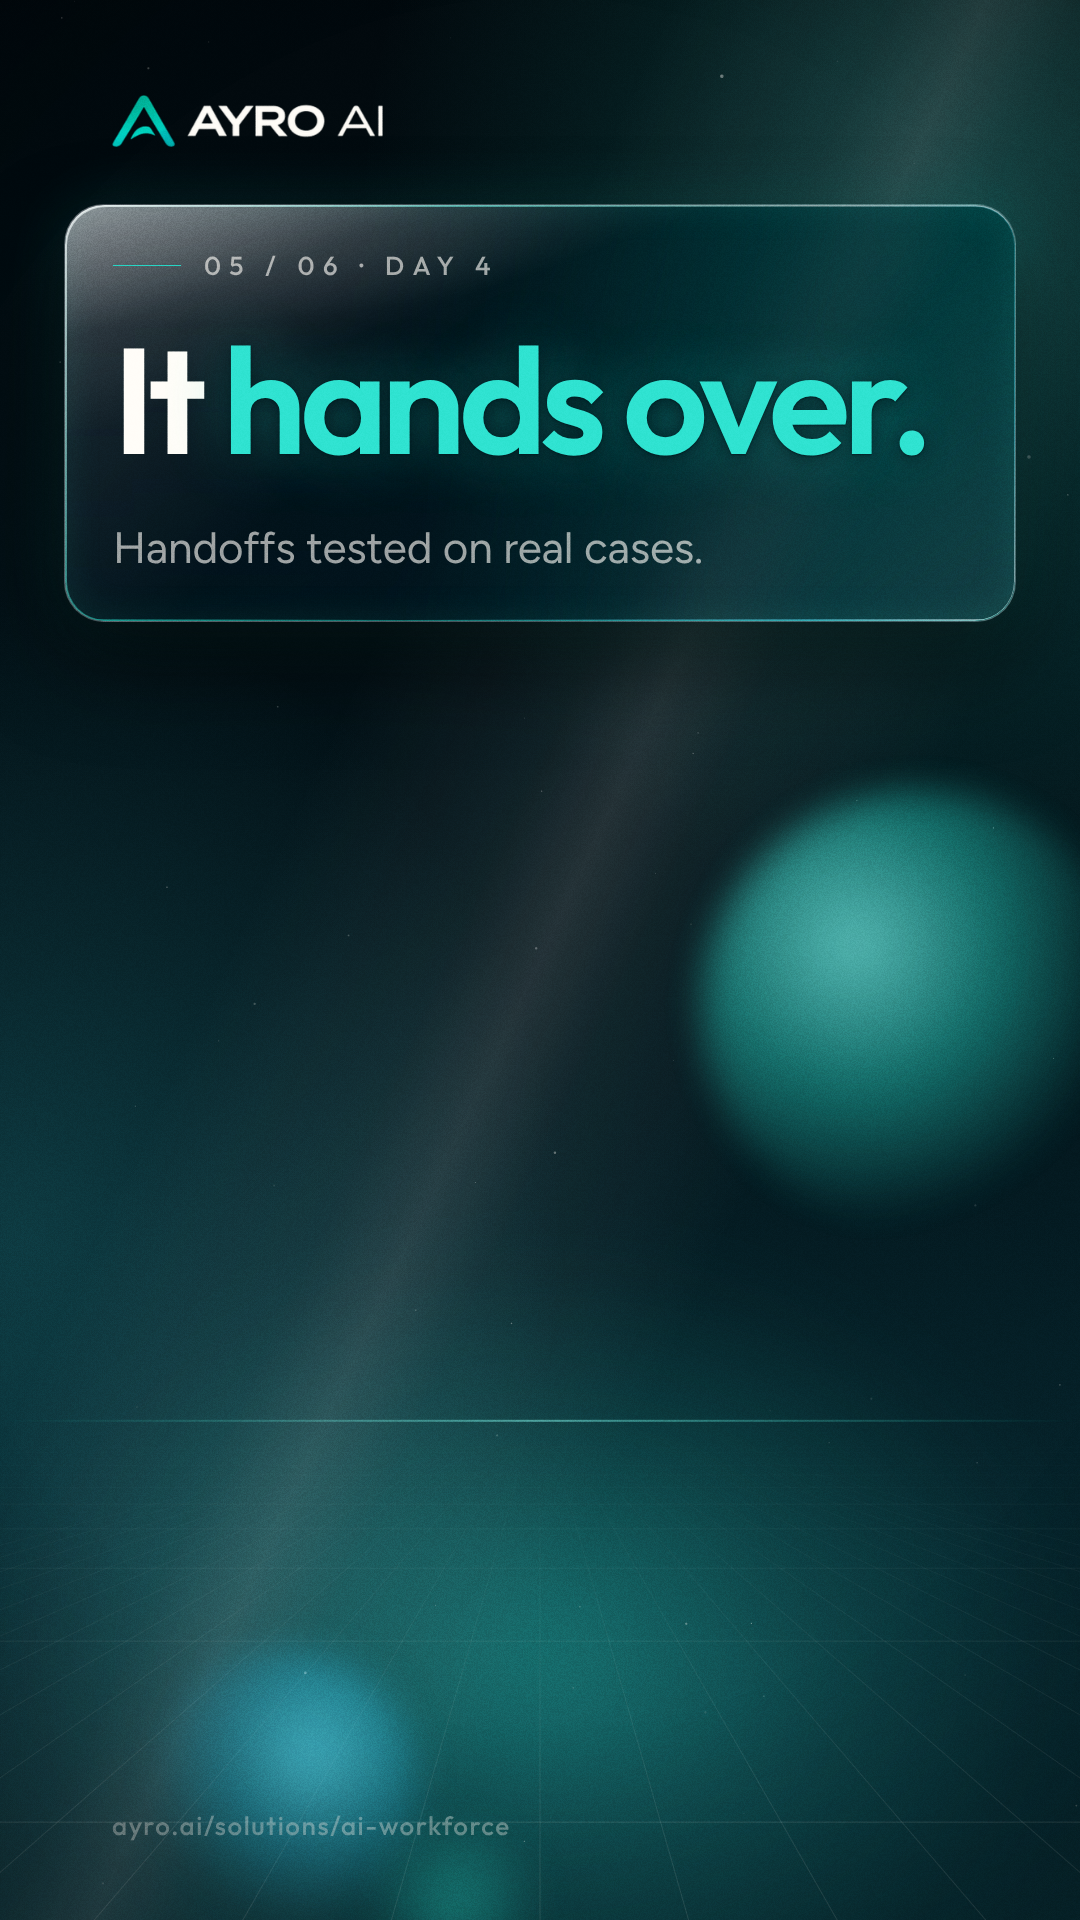 AYRO AI
05 / 06 · DAY 4
It hands over.
Handoffs tested on real cases.
ayro.ai/solutions/ai-workforce